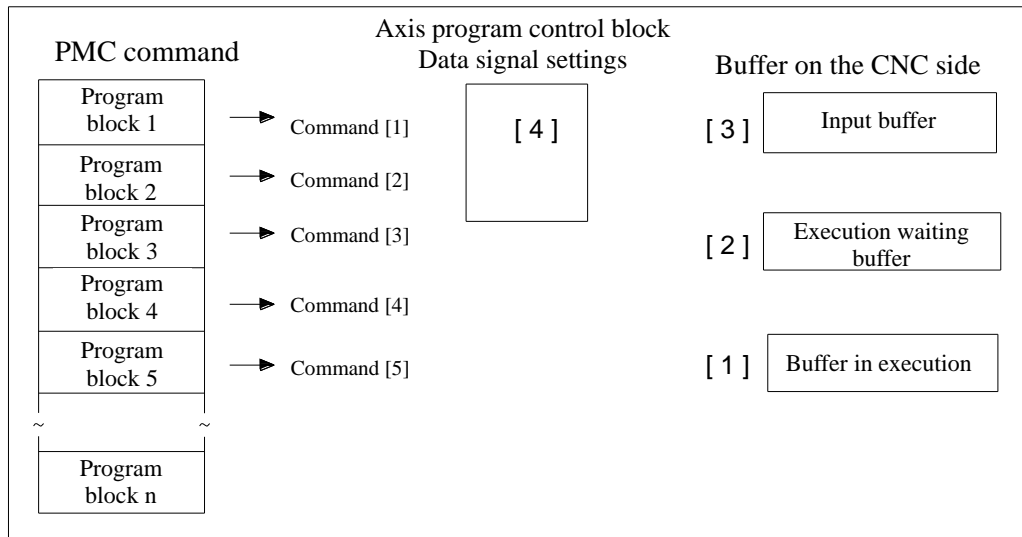 PMC command
Axis program control block
Data signal settings
Buffer on the CNC side
Program
block 1
Command [1]
[ 4 ]
[ 3 ]
Input buffer
Program
block 2
Command [2]
Program
block 3
Command [3]
[ 2 ]
Execution waiting
buffer
Program
block 4
Command [4]
Program
block 5
Command [5]
[ 1 ]
Buffer in execution
~ ~
Program
block n